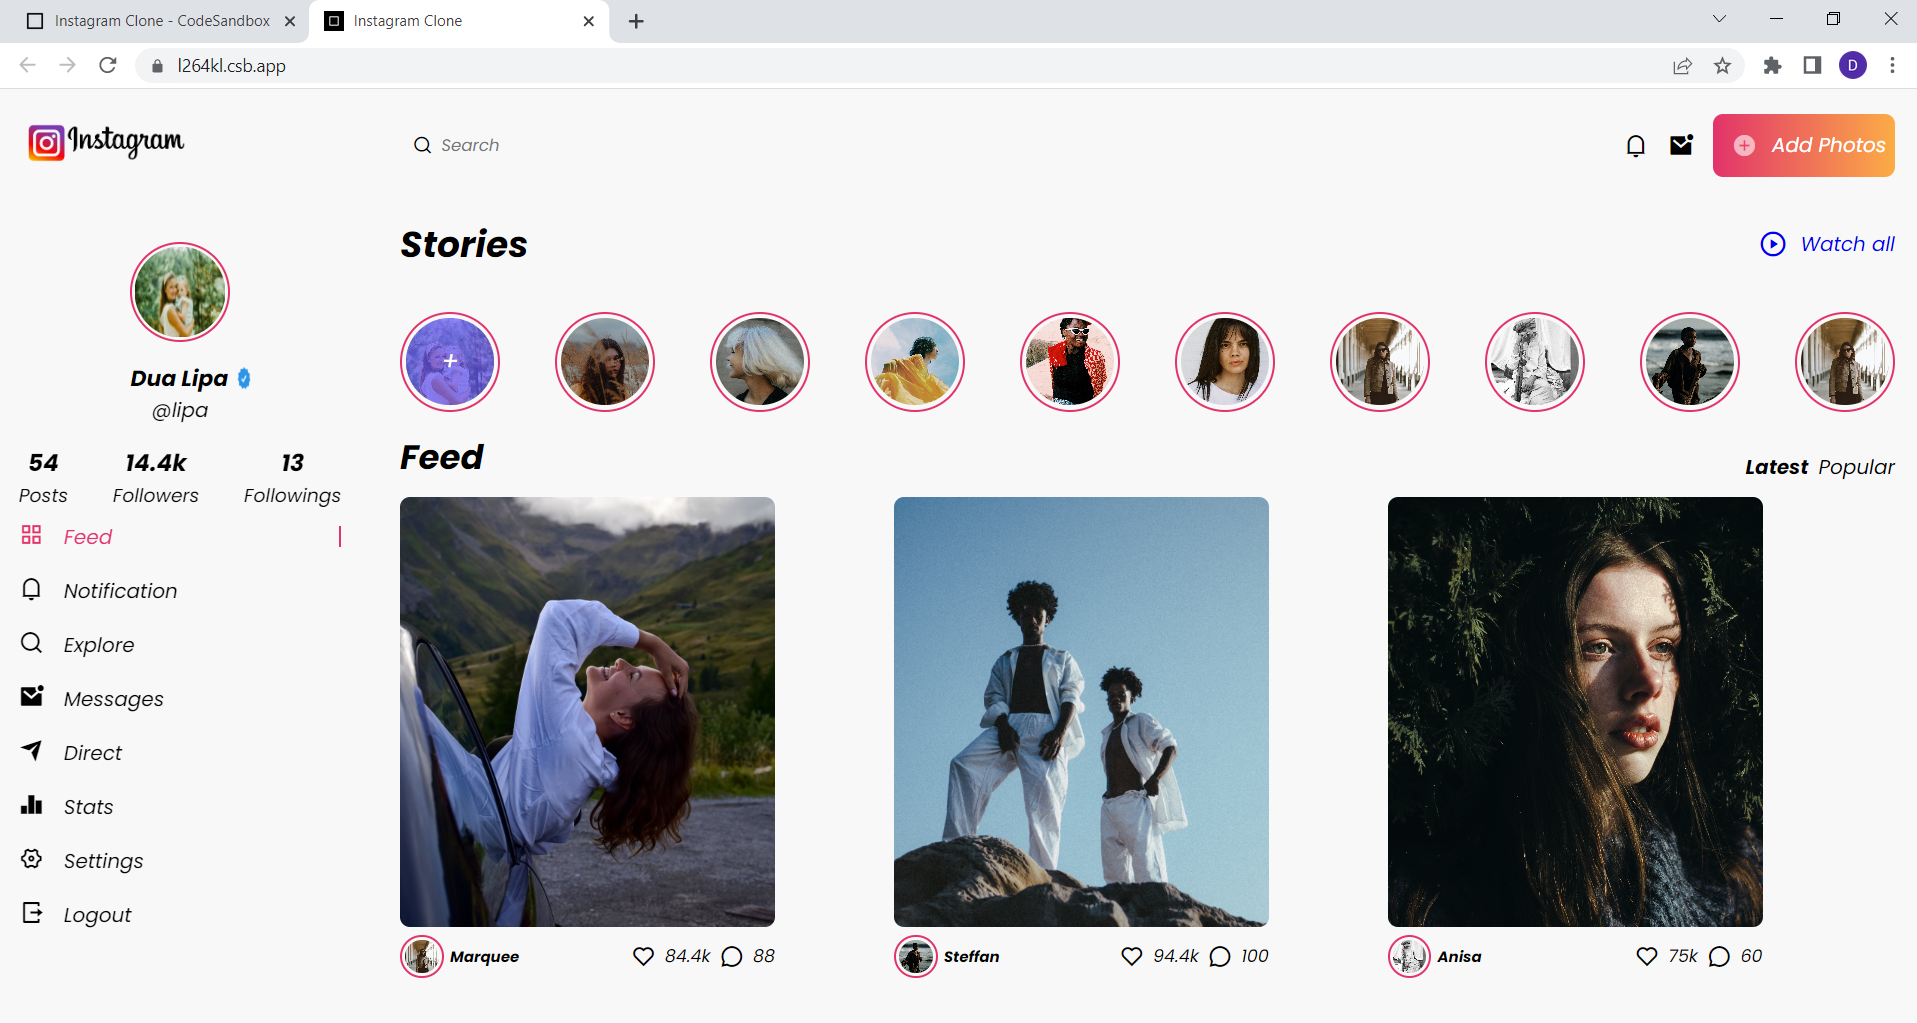 Instagram Clone - CodeSandbox
Instagram Clone
l264kl.csb.app
D
Instagram
Search
Add Photos
Stories
Watch all
+
Dua Lipa
@lipa
54
14.4k
13
Posts
Followers
Followings
Feed
Notification
Explore
Messages
Direct
Stats
Settings
Logout
Feed
Latest Popular
Marquee 84.4k 88
Steffan 94.4k 100
Anisa 75k 60